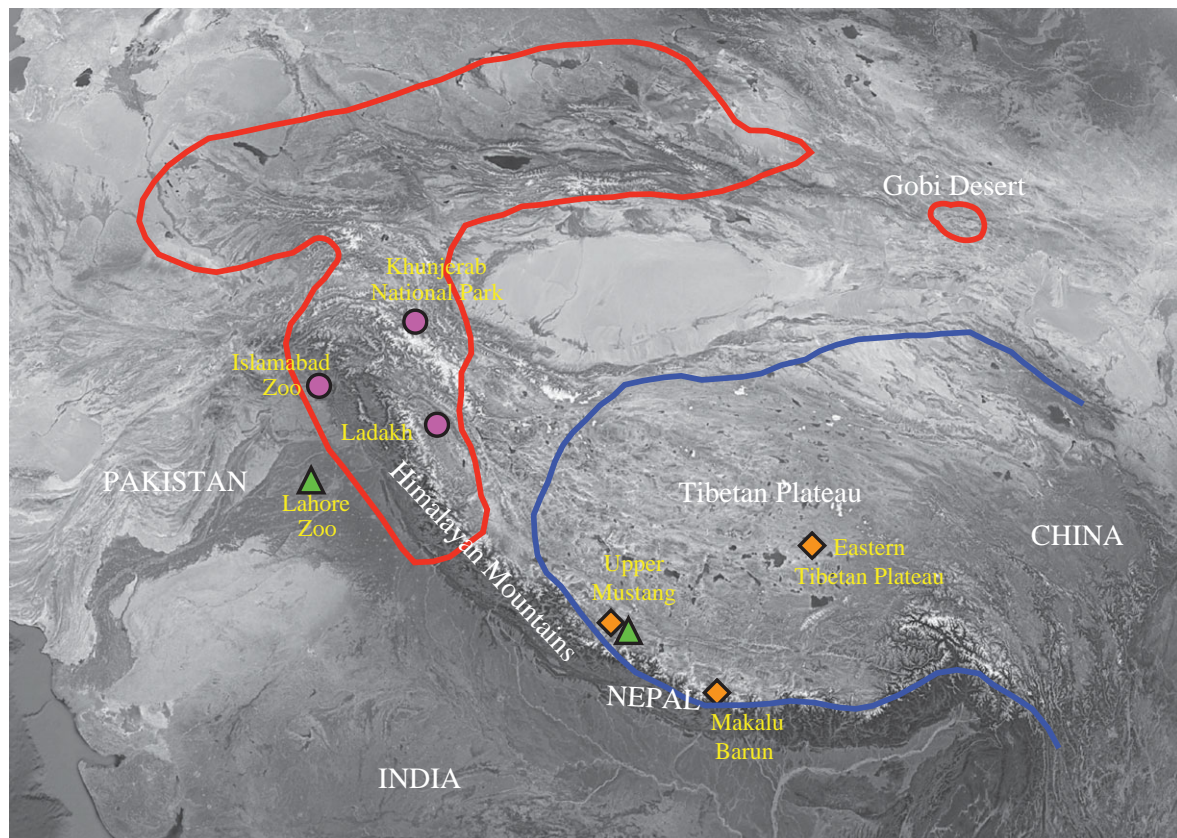 Gobi Desert
Khunjerab
National Park
Islamabad
Zoo
Ladakh
PAKISTAN
Lahore
Zoo
Himalayan Mountains
Tibetan Plateau
CHINA
Eastern
Tibetan Plateau
Upper
Mustang
NEPAL
Makalu
Barun
INDIA